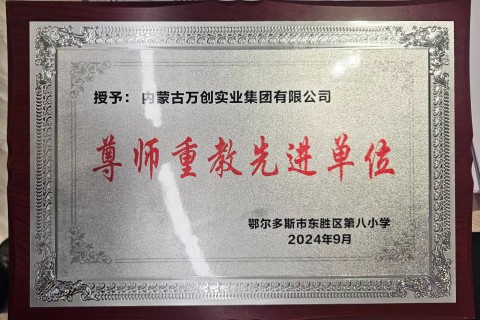 授予：内蒙古万创实业集团有限公司
尊师重教先进单位
鄂尔多斯市东胜区第八小学
2024年9月